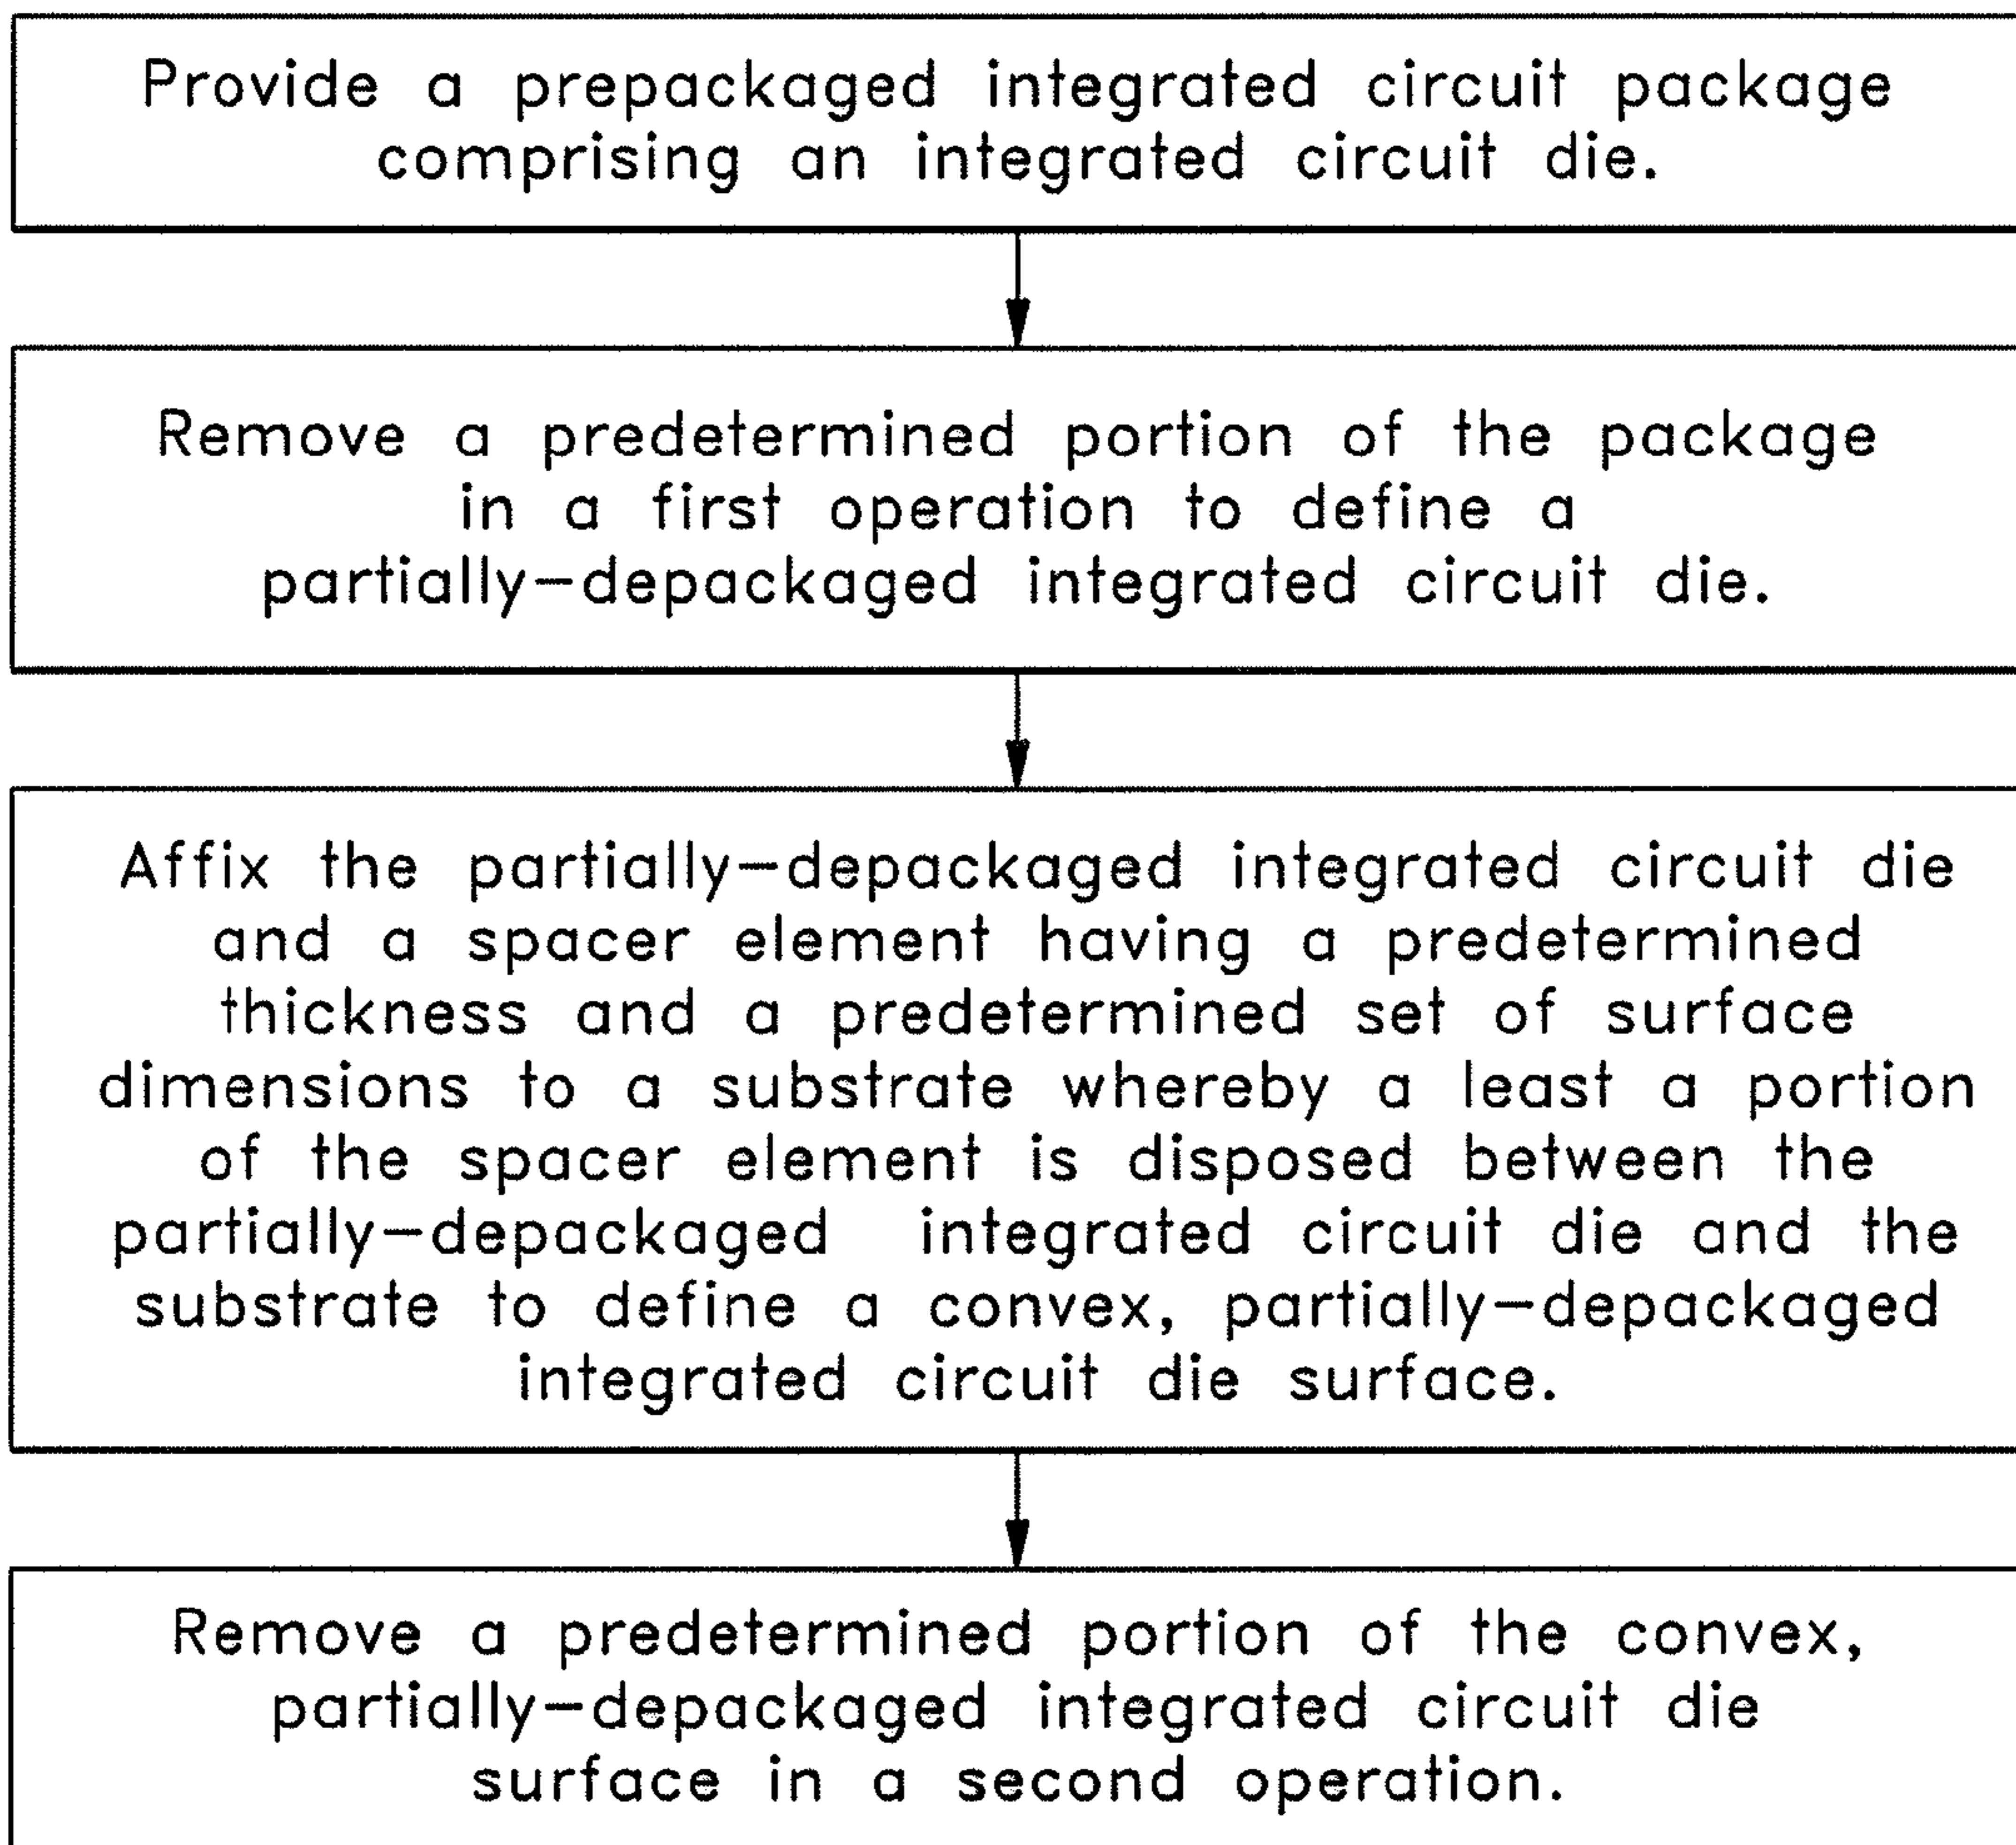 Provide a prepackaged integrated circuit package
comprising an integrated circuit die.
Remove a predetermined portion of the package
in a first operation to define a
partially-depackaged integrated circuit die.
Affix the partially-depackaged integrated circuit die
and a spacer element having a predetermined
thickness and a predetermined set of surface
dimensions to a substrate whereby a least a portion
of the spacer element is disposed between the
partially-depackaged integrated circuit die and the
substrate to define a convex, partially-depackaged
integrated circuit die surface.
Remove a predetermined portion of the convex,
partially-depackaged integrated circuit die
surface in a second operation.